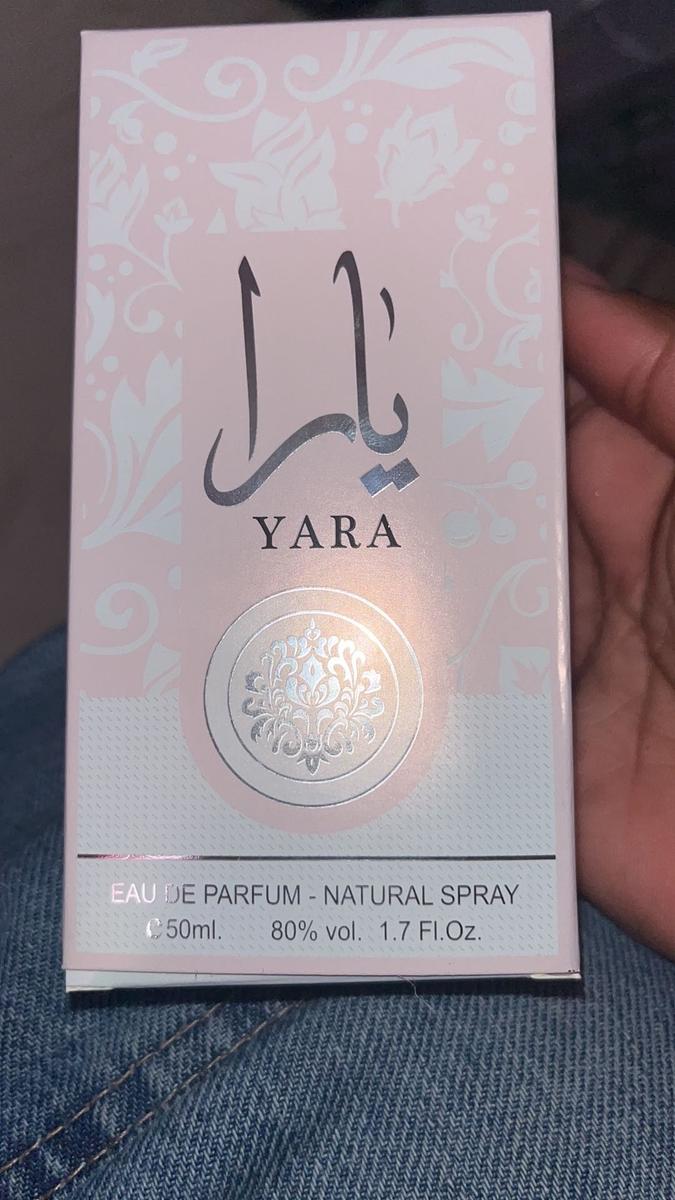 يارا
YARA
EAU DE PARFUM - NATURAL SPRAY
℮50ml. 80% vol. 1.7 Fl.Oz.